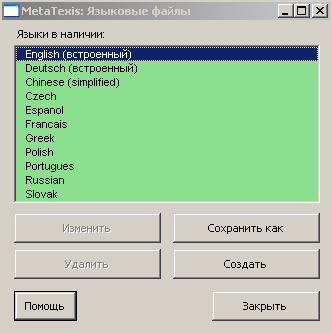 MetaTexis: Языковые файлы
Языки в наличии:
English (встроенный)
Deutsch (встроенный)
Chinese (simplified)
Czech
Espanol
Francais
Greek
Polish
Portugues
Russian
Slovak
Изменить
Сохранить как
Удалить
Создать
Помощь
Закрыть